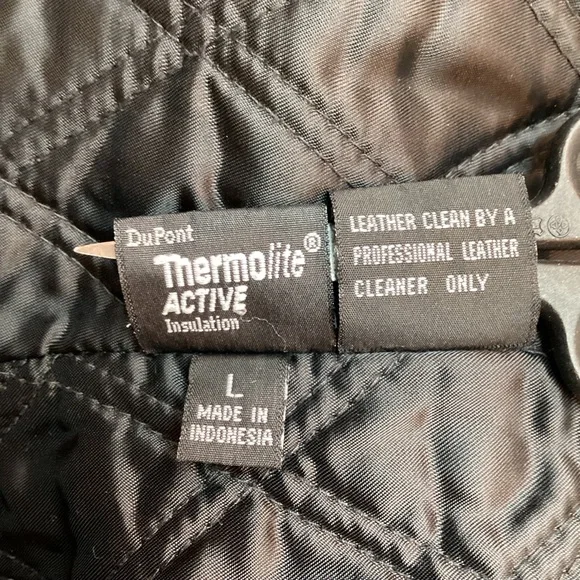 DuPont
Thermolite®
ACTIVE
Insulation
LEATHER CLEAN BY A
PROFESSIONAL LEATHER
CLEANER ONLY
L
MADE IN
INDONESIA